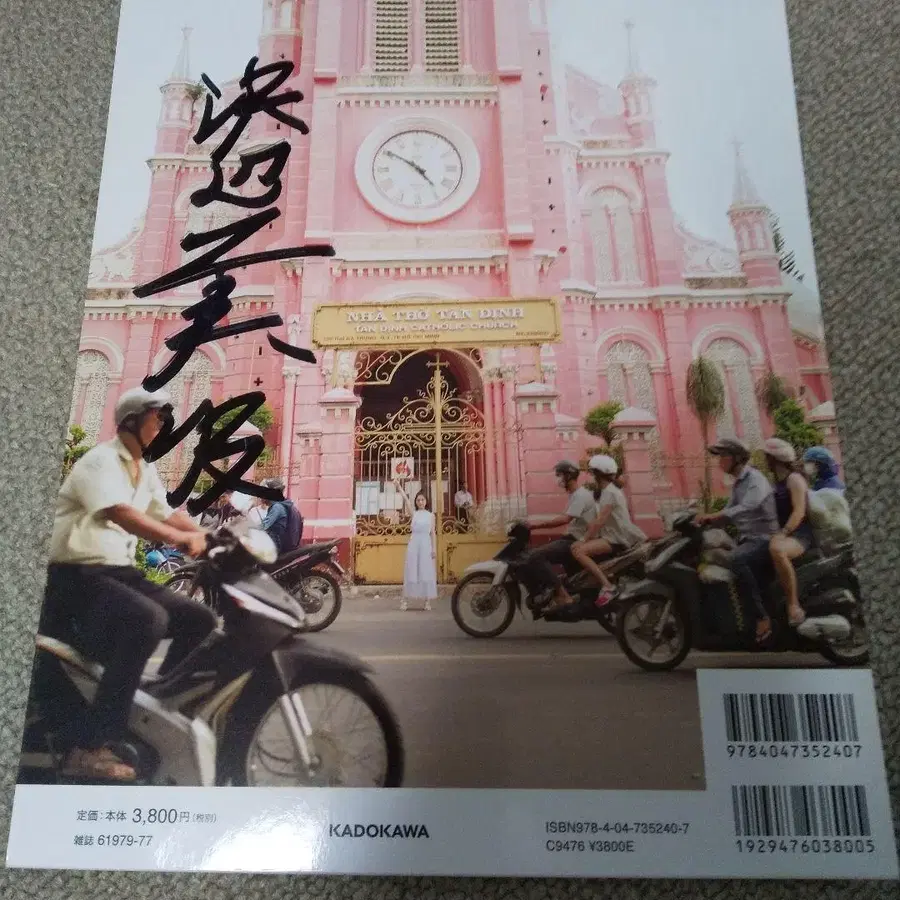 NHÀ THỜ TÂN ĐỊNH
TAN DINH CATHOLIC CHURCH
9784047352407
1929476038005
定価:本体 3,800円(税別)
雑誌 61979-77
KADOKAWA
ISBN978-4-04-735240-7
C9476 ¥3800E